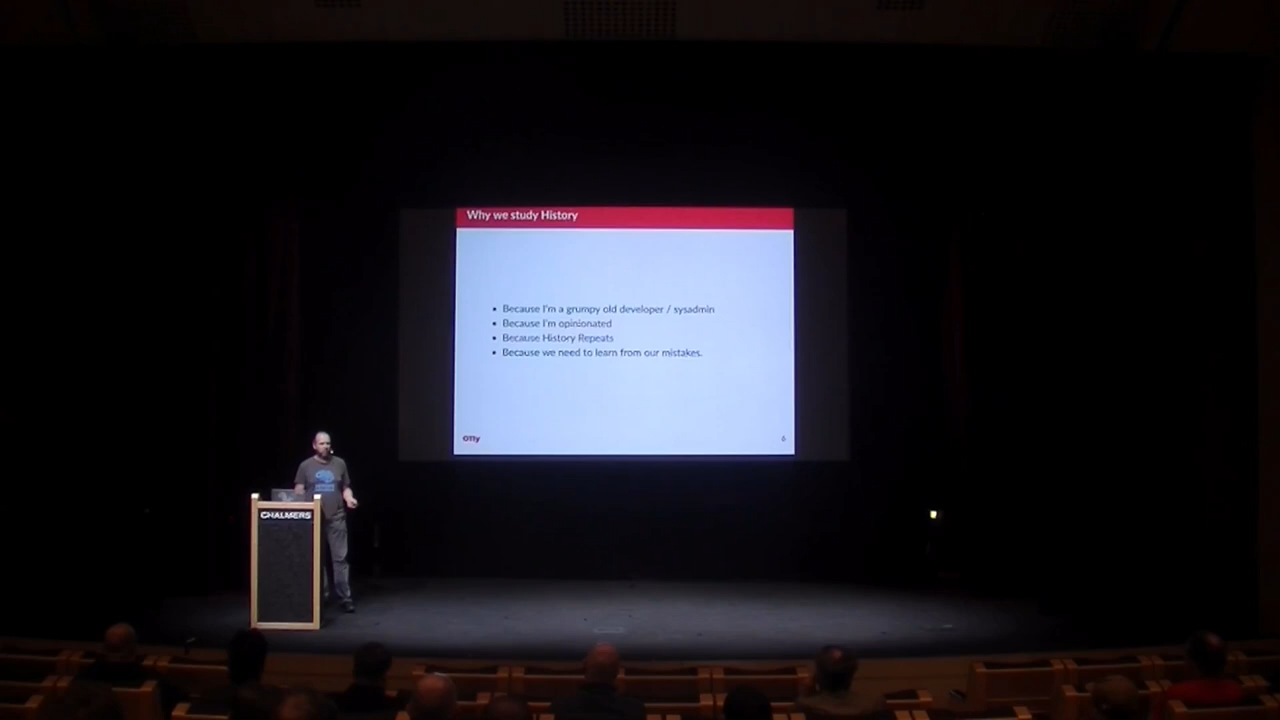 Why we study History
• Because I'm a grumpy old developer / sysadmin
• Because I'm opinionated
• Because History Repeats
• Because we need to learn from our mistakes.
6
CHALMERS